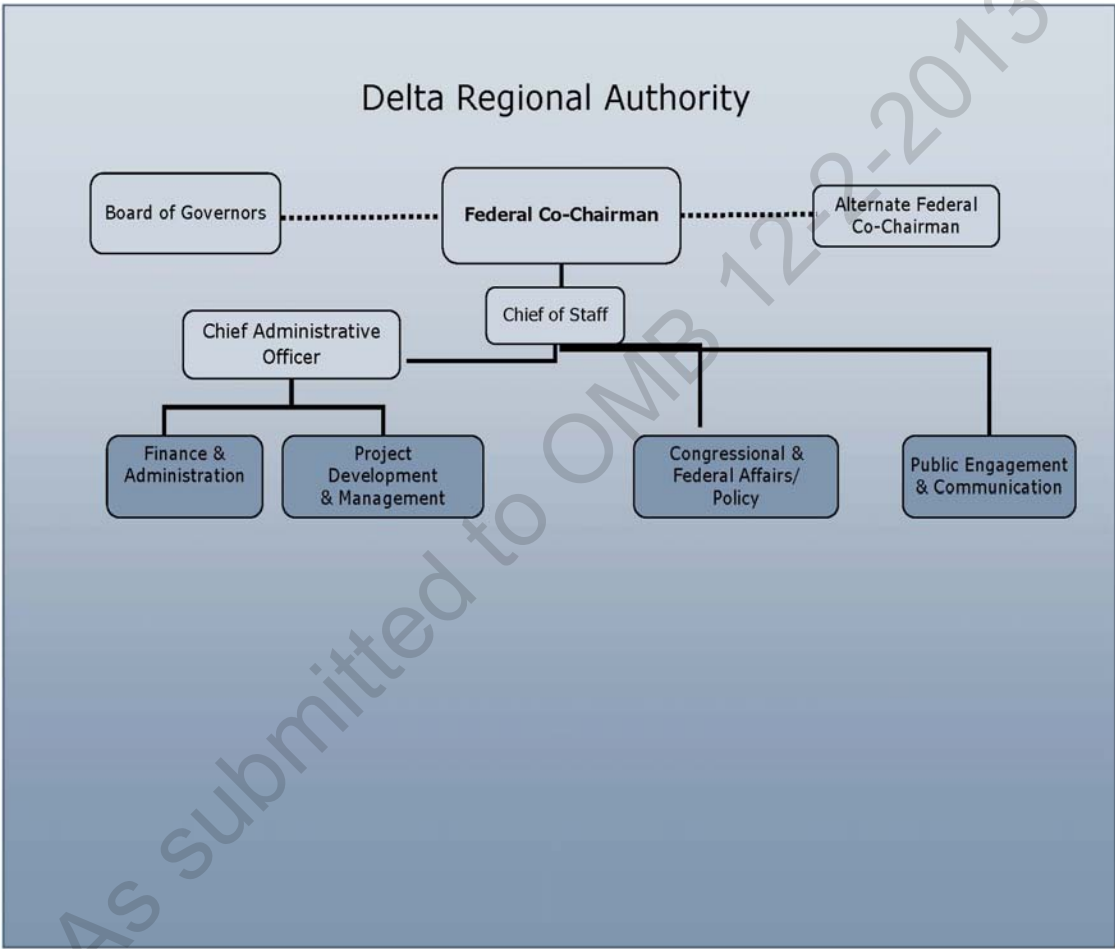 Delta Regional Authority
Board of Governors
Federal Co-Chairman
Alternate Federal
Co-Chairman
Chief of Staff
Chief Administrative
Officer
Finance &
Administration
Project
Development
& Management
Congressional &
Federal Affairs/
Policy
Public Engagement
& Communication
As submitted to OMB 12-2-2013